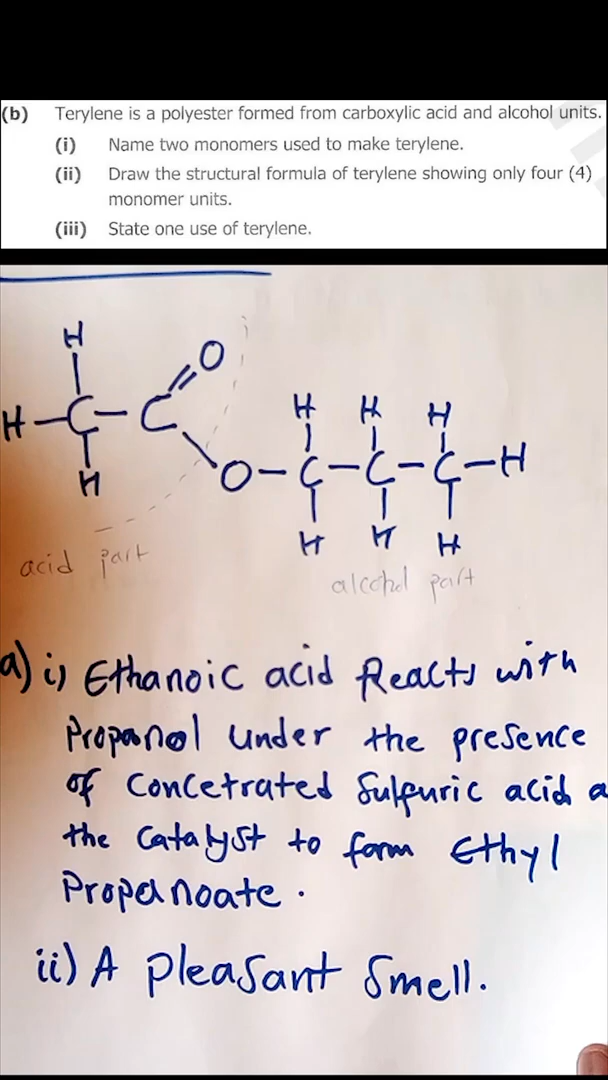 (b) Terylene is a polyester formed from carboxylic acid and alcohol units.
(i) Name two monomers used to make terylene.
(ii) Draw the structural formula of terylene showing only four (4)
monomer units.
(iii) State one use of terylene.
H
O
H-C-C
H H H
H
O-C-C-C-H
H H H
acid part
alcohol part
a) i) Ethanoic acid Reacts with
Propanol under the presence
of Concetrated Sulfuric acid a
the Catalyst to form Ethyl
Propanoate.
ii) A pleasant Smell.